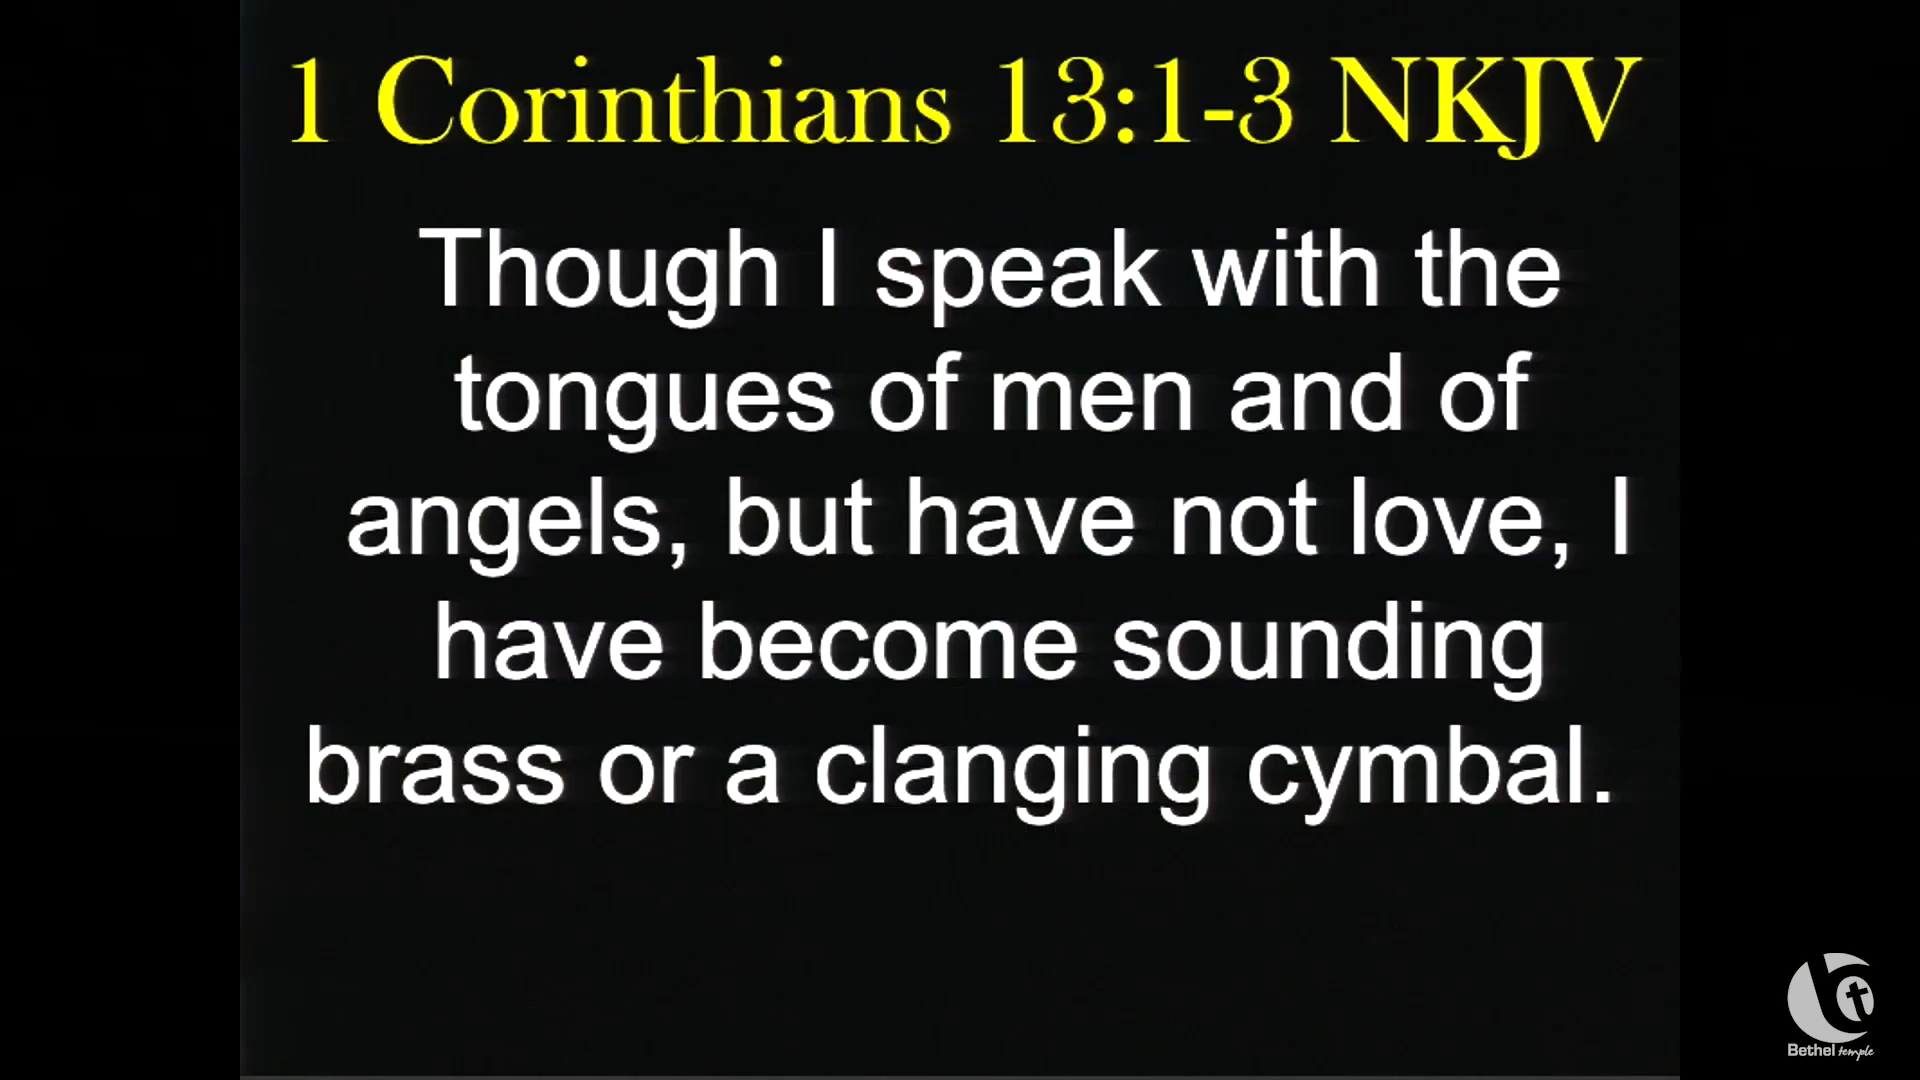 1 Corinthians 13:1-3 NKJV
Though I speak with the
tongues of men and of
angels, but have not love, I
have become sounding
brass or a clanging cymbal.
Bethel temple